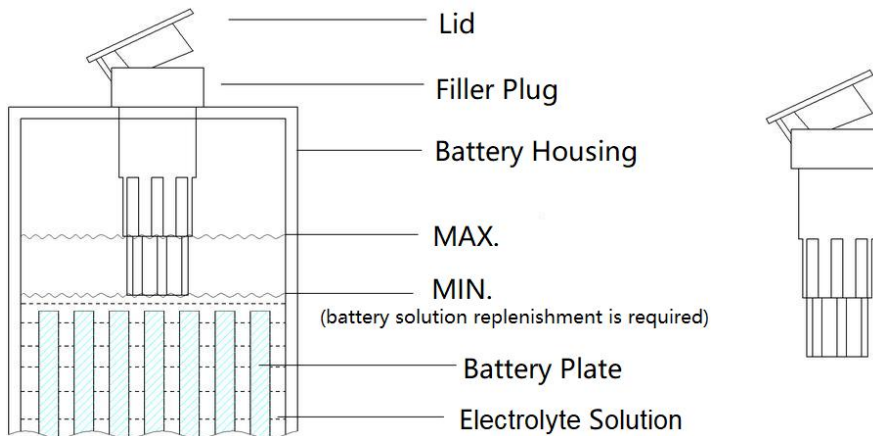 Lid
Filler Plug
Battery Housing
MAX.
MIN.
(battery solution replenishment is required)
Battery Plate
Electrolyte Solution